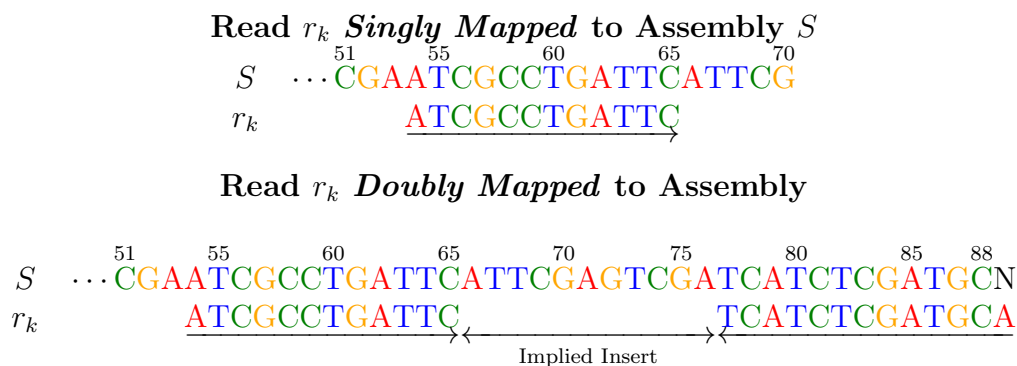 Read r_k Singly Mapped to Assembly S
51 55 60 65 70
S ···CGAATCGCCTGATTCATTCG
r_k ATCGCCTGATTC
Read r_k Doubly Mapped to Assembly
51 55 60 65 70 75 80 85 88
S ···CGAATCGCCTGATTCATTCGAGTCGATCATCTCGATGCN
r_k ATCGCCTGATTC TCATCTCGATGCA
Implied Insert